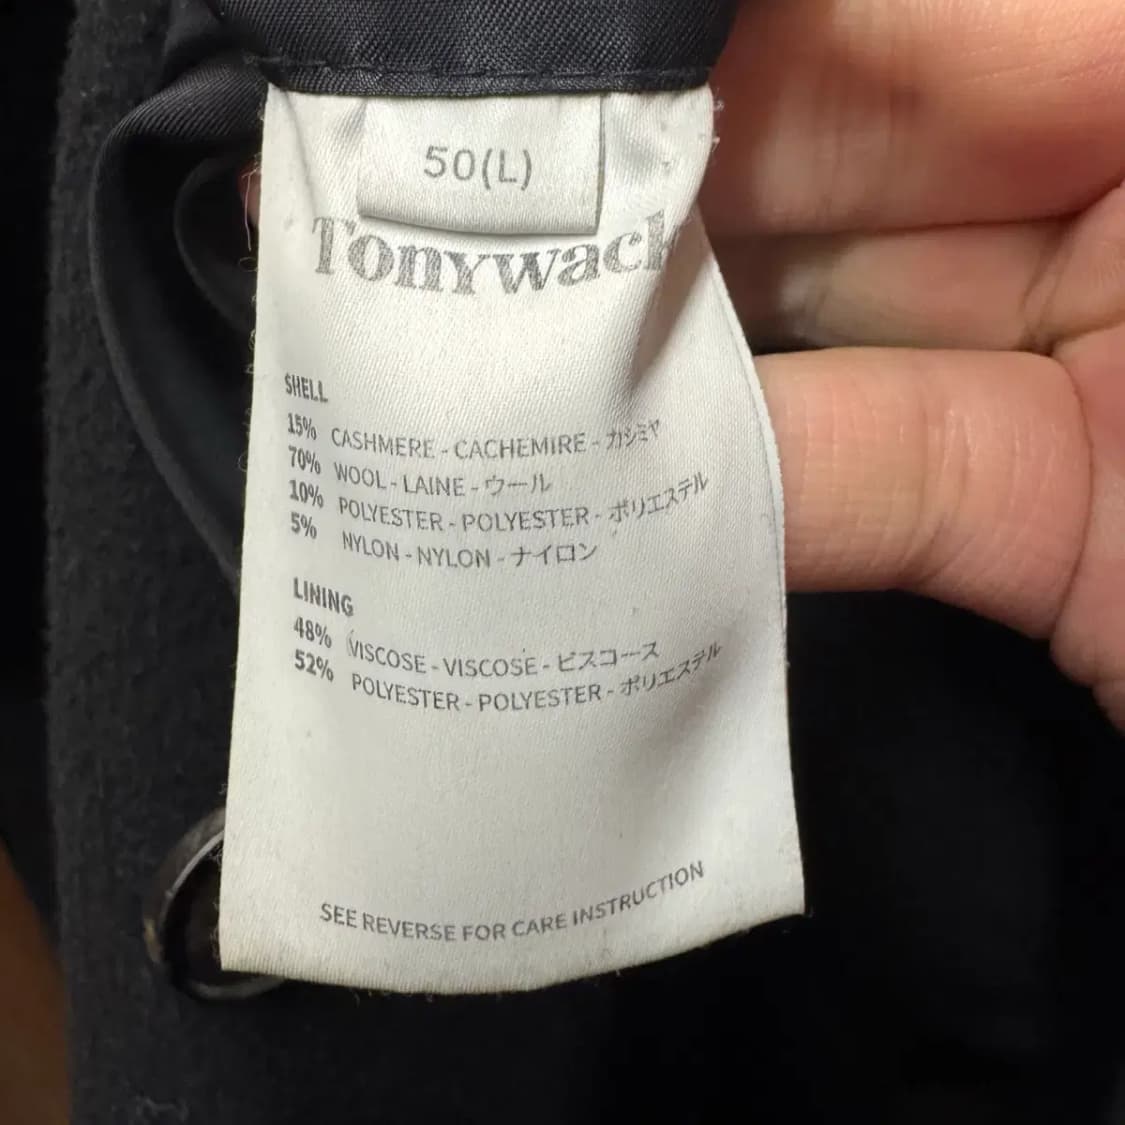 50(L)
Tonywack
SHELL
15% CASHMERE - CACHEMIRE - カシミヤ
70% WOOL - LAINE - ウール
10% POLYESTER - POLYESTER - ポリエステル
5% NYLON - NYLON - ナイロン
LINING
48% VISCOSE - VISCOSE - ビスコース
52% POLYESTER - POLYESTER - ポリエステル
SEE REVERSE FOR CARE INSTRUCTION